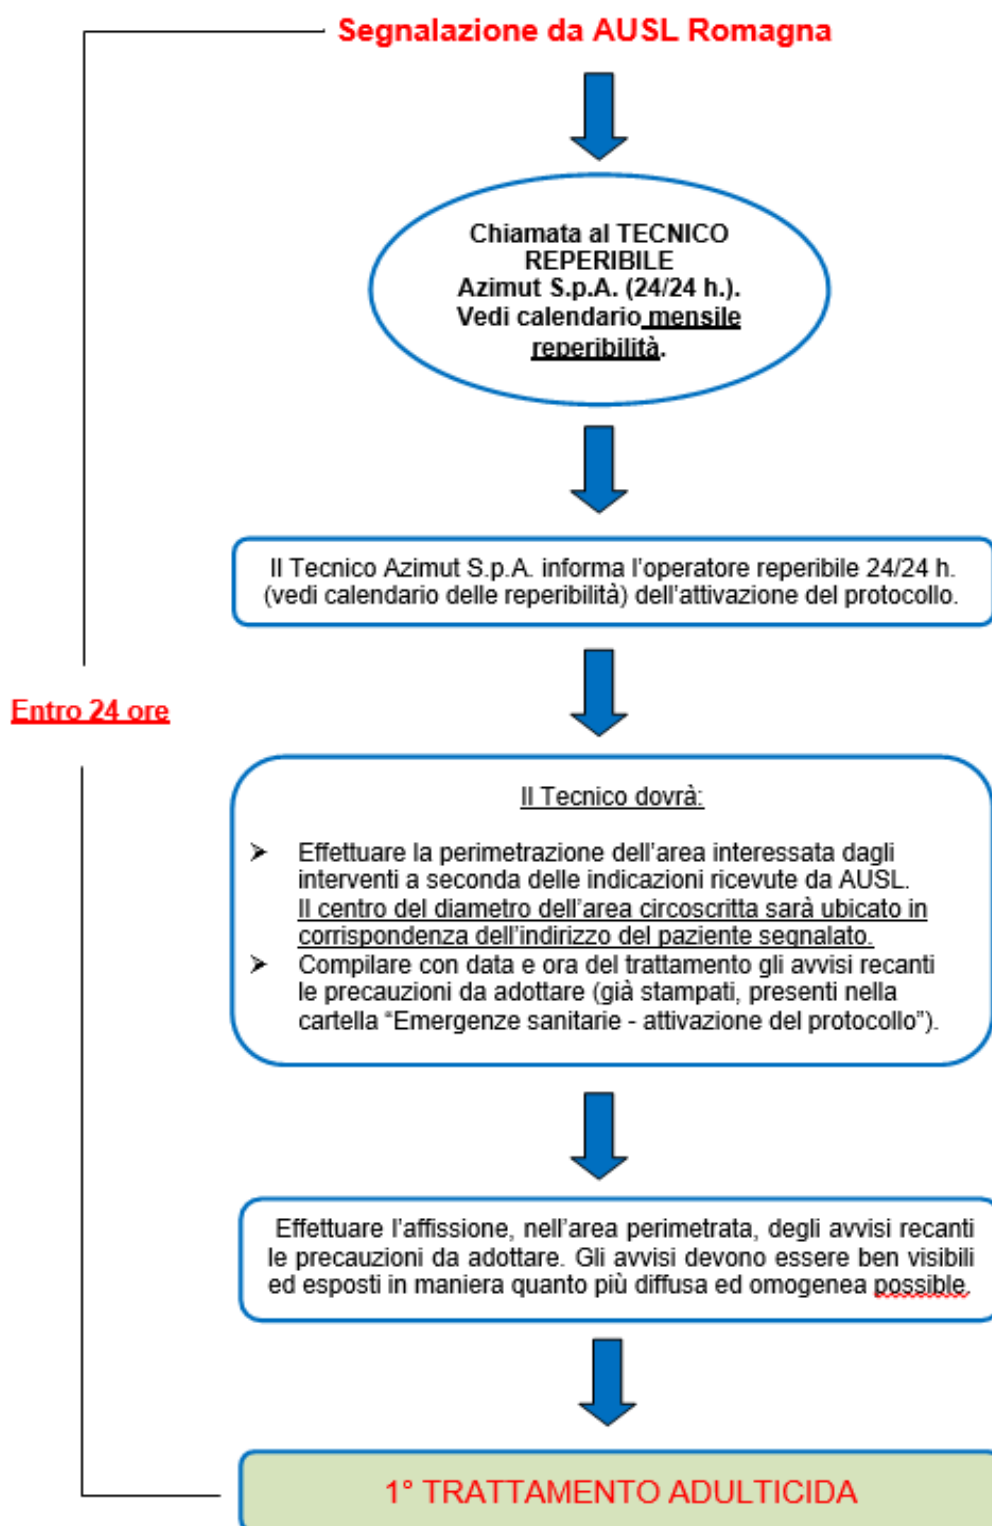 Segnalazione da AUSL Romagna
Chiamata al TECNICO
REPERIBILE
Azimut S.p.A. (24/24 h.).
Vedi calendario mensile
reperibilità.
Il Tecnico Azimut S.p.A. informa l’operatore reperibile 24/24 h.
(vedi calendario delle reperibilità) dell’attivazione del protocollo.
Entro 24 ore
Il Tecnico dovrà:
➢ Effettuare la perimetrazione dell’area interessata dagli
interventi a seconda delle indicazioni ricevute da AUSL.
Il centro del diametro dell’area circoscritta sarà ubicato in
corrispondenza dell’indirizzo del paziente segnalato.
➢ Compilare con data e ora del trattamento gli avvisi recanti
le precauzioni da adottare (già stampati, presenti nella
cartella “Emergenze sanitarie - attivazione del protocollo”).
Effettuare l’affissione, nell’area perimetrata, degli avvisi recanti
le precauzioni da adottare. Gli avvisi devono essere ben visibili
ed esposti in maniera quanto più diffusa ed omogenea possible.
1° TRATTAMENTO ADULTICIDA